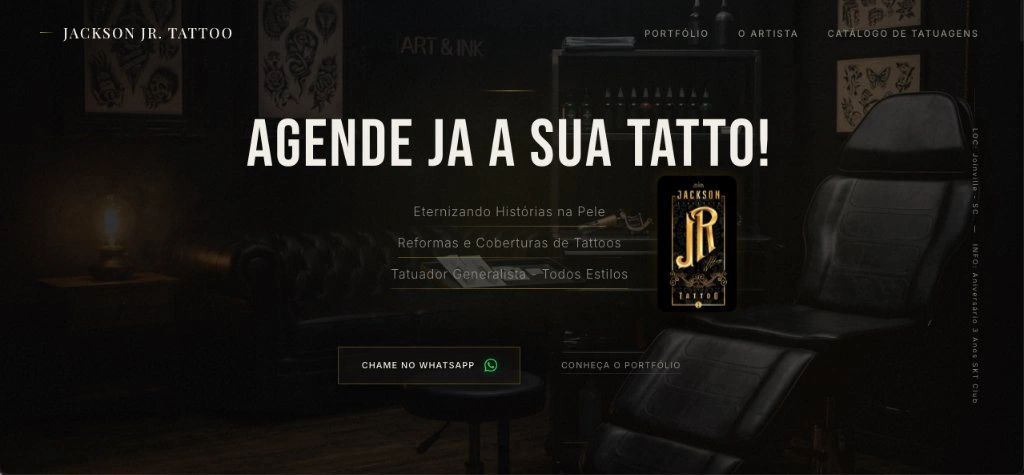 JACKSON JR. TATTOO
PORTFÓLIO
O ARTISTA
CATÁLOGO DE TATUAGENS
ART & INK
AGENDE JA A SUA TATTO!
Eternizando Histórias na Pele
Reformas e Coberturas de Tattoos
Tatuador Generalista - Todos Estilos
JACKSON
JR
TATTOO
CHAME NO WHATSAPP
CONHEÇA O PORTFÓLIO
LOC: Joinville - SC — INFO: Aniversário 3 Anos SKT Club